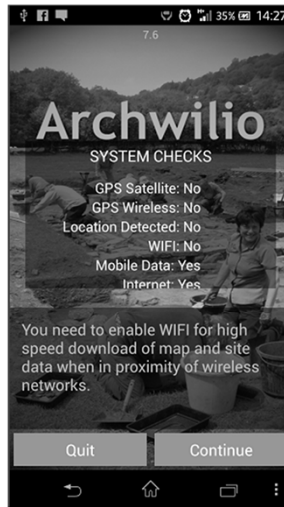 35% 14:27
7.6
Archwilio
SYSTEM CHECKS
GPS Satellite: No
GPS Wireless: No
Location Detected: No
WIFI: No
Mobile Data: Yes
Internet: Yes
You need to enable WIFI for high
speed download of map and site
data when in proximity of wireless
networks.
Quit Continue